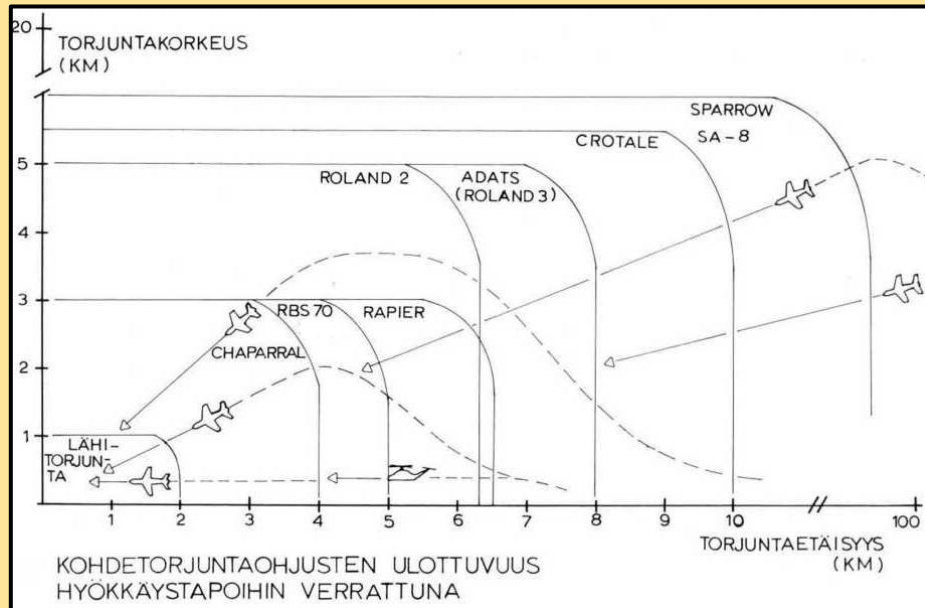 20
TORJUNTAKORKEUS
(KM)
SPARROW
CROTALE
SA-8
5
ROLAND 2
ADATS
(ROLAND 3)
4
3
RBS 70
RAPIER
CHAPARRAL
2
1
LÄHI-
TORJUN-
TA
1 2 3 4 5 6 7 8 9 10 100
TORJUNTAETÄISYYS
(KM)
KOHDETORJUNTAOHJUSTEN ULOTTUVUUS
HYÖKKÄYSTAPOIHIN VERRATTUNA